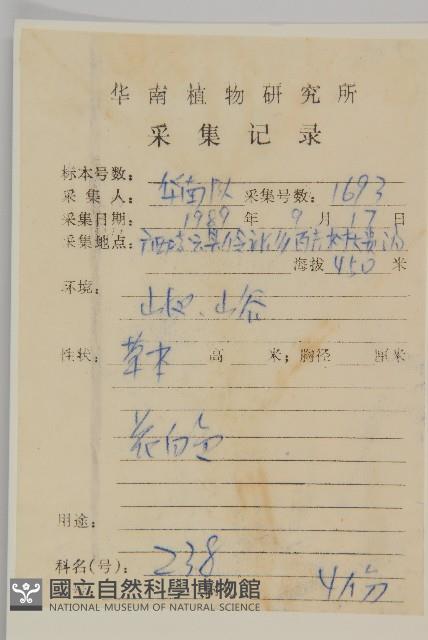 华南植物研究所
采集记录
标本号数：
采集人： 华南队 采集号数： 1693
采集日期： 1989 年 9 月 17 日
采集地点：
海拔 450 米
环境： 山坡、山谷
性状： 草本 高 米；胸径 厘米
花白色
用途：
科名(号)： 238
4份
國立自然科學博物館
NATIONAL MUSEUM OF NATURAL SCIENCE